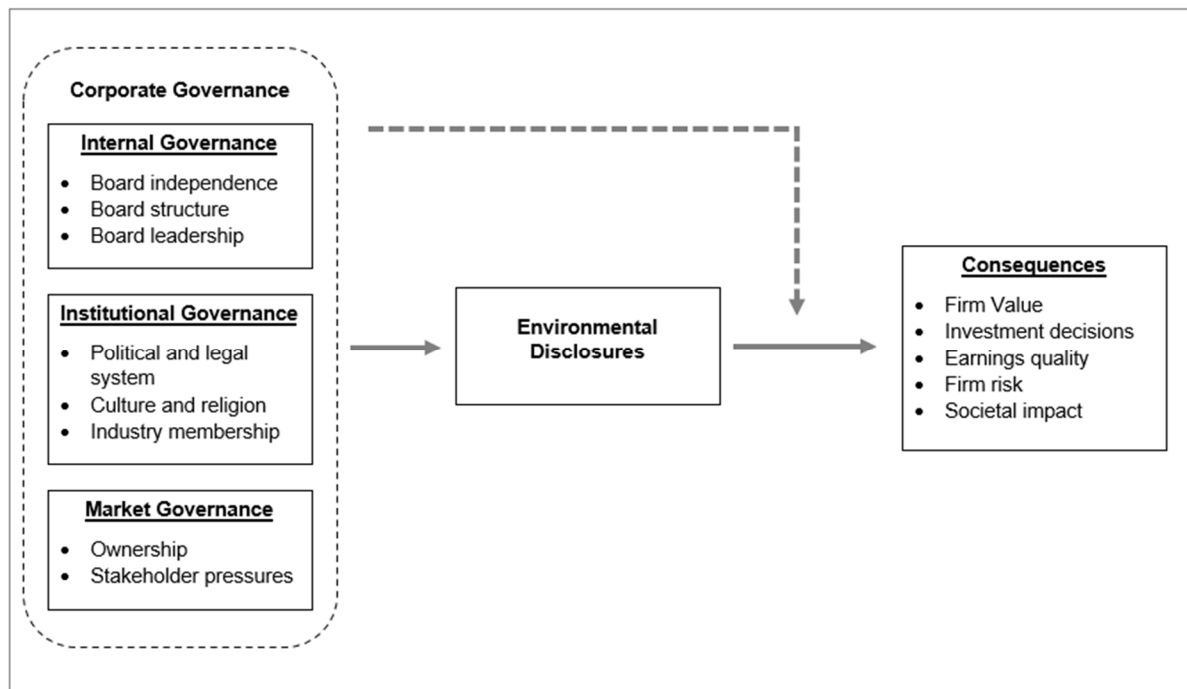 Corporate Governance
Internal Governance
• Board independence
• Board structure
• Board leadership
Institutional Governance
• Political and legal
system
• Culture and religion
• Industry membership
Market Governance
• Ownership
• Stakeholder pressures
Environmental
Disclosures
Consequences
• Firm Value
• Investment decisions
• Earnings quality
• Firm risk
• Societal impact